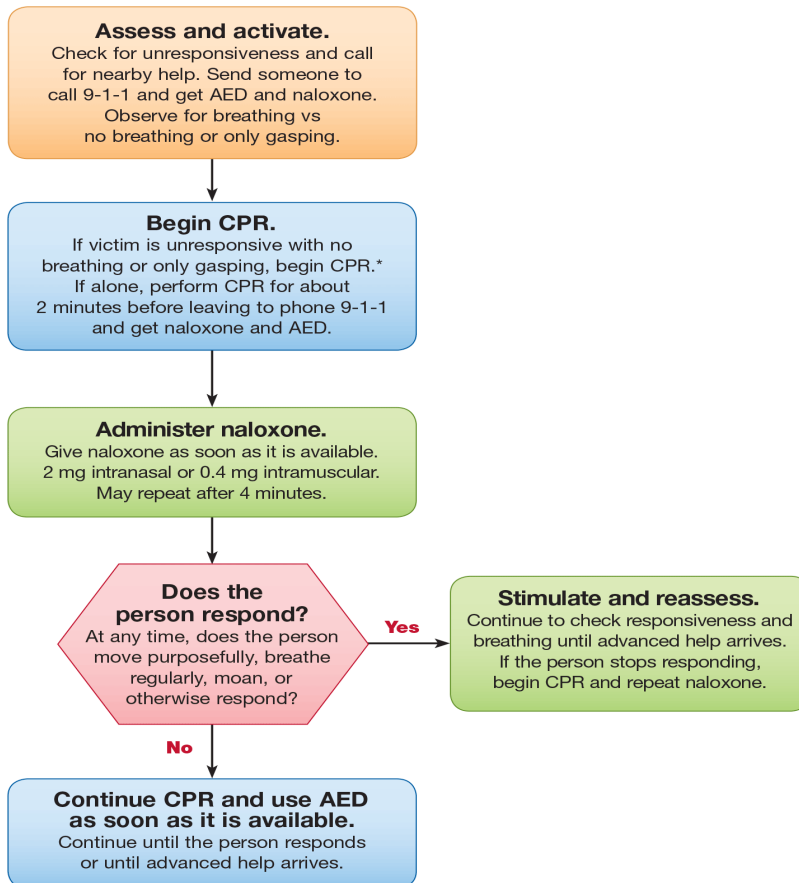 Assess and activate.
Check for unresponsiveness and call
for nearby help. Send someone to
call 9-1-1 and get AED and naloxone.
Observe for breathing vs
no breathing or only gasping.
Begin CPR.
If victim is unresponsive with no
breathing or only gasping, begin CPR.*
If alone, perform CPR for about
2 minutes before leaving to phone 9-1-1
and get naloxone and AED.
Administer naloxone.
Give naloxone as soon as it is available.
2 mg intranasal or 0.4 mg intramuscular.
May repeat after 4 minutes.
Does the
person respond?
At any time, does the person
move purposefully, breathe
regularly, moan, or
otherwise respond?
Yes
Stimulate and reassess.
Continue to check responsiveness and
breathing until advanced help arrives.
If the person stops responding,
begin CPR and repeat naloxone.
No
Continue CPR and use AED
as soon as it is available.
Continue until the person responds
or until advanced help arrives.